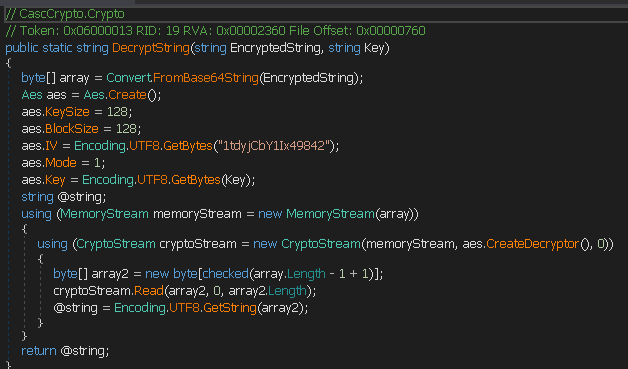 // CascCrypto.Crypto
// Token: 0x06000013 RID: 19 RVA: 0x00002360 File Offset: 0x00000760
public static string DecryptString(string EncryptedString, string Key)
{
byte[] array = Convert.FromBase64String(EncryptedString);
Aes aes = Aes.Create();
aes.KeySize = 128;
aes.BlockSize = 128;
aes.IV = Encoding.UTF8.GetBytes("1tdyjCbY1Ix49842");
aes.Mode = 1;
aes.Key = Encoding.UTF8.GetBytes(Key);
string @string;
using (MemoryStream memoryStream = new MemoryStream(array))
{
using (CryptoStream cryptoStream = new CryptoStream(memoryStream, aes.CreateDecryptor(), 0))
{
byte[] array2 = new byte[checked(array.Length - 1 + 1)];
cryptoStream.Read(array2, 0, array2.Length);
@string = Encoding.UTF8.GetString(array2);
}
}
return @string;
}